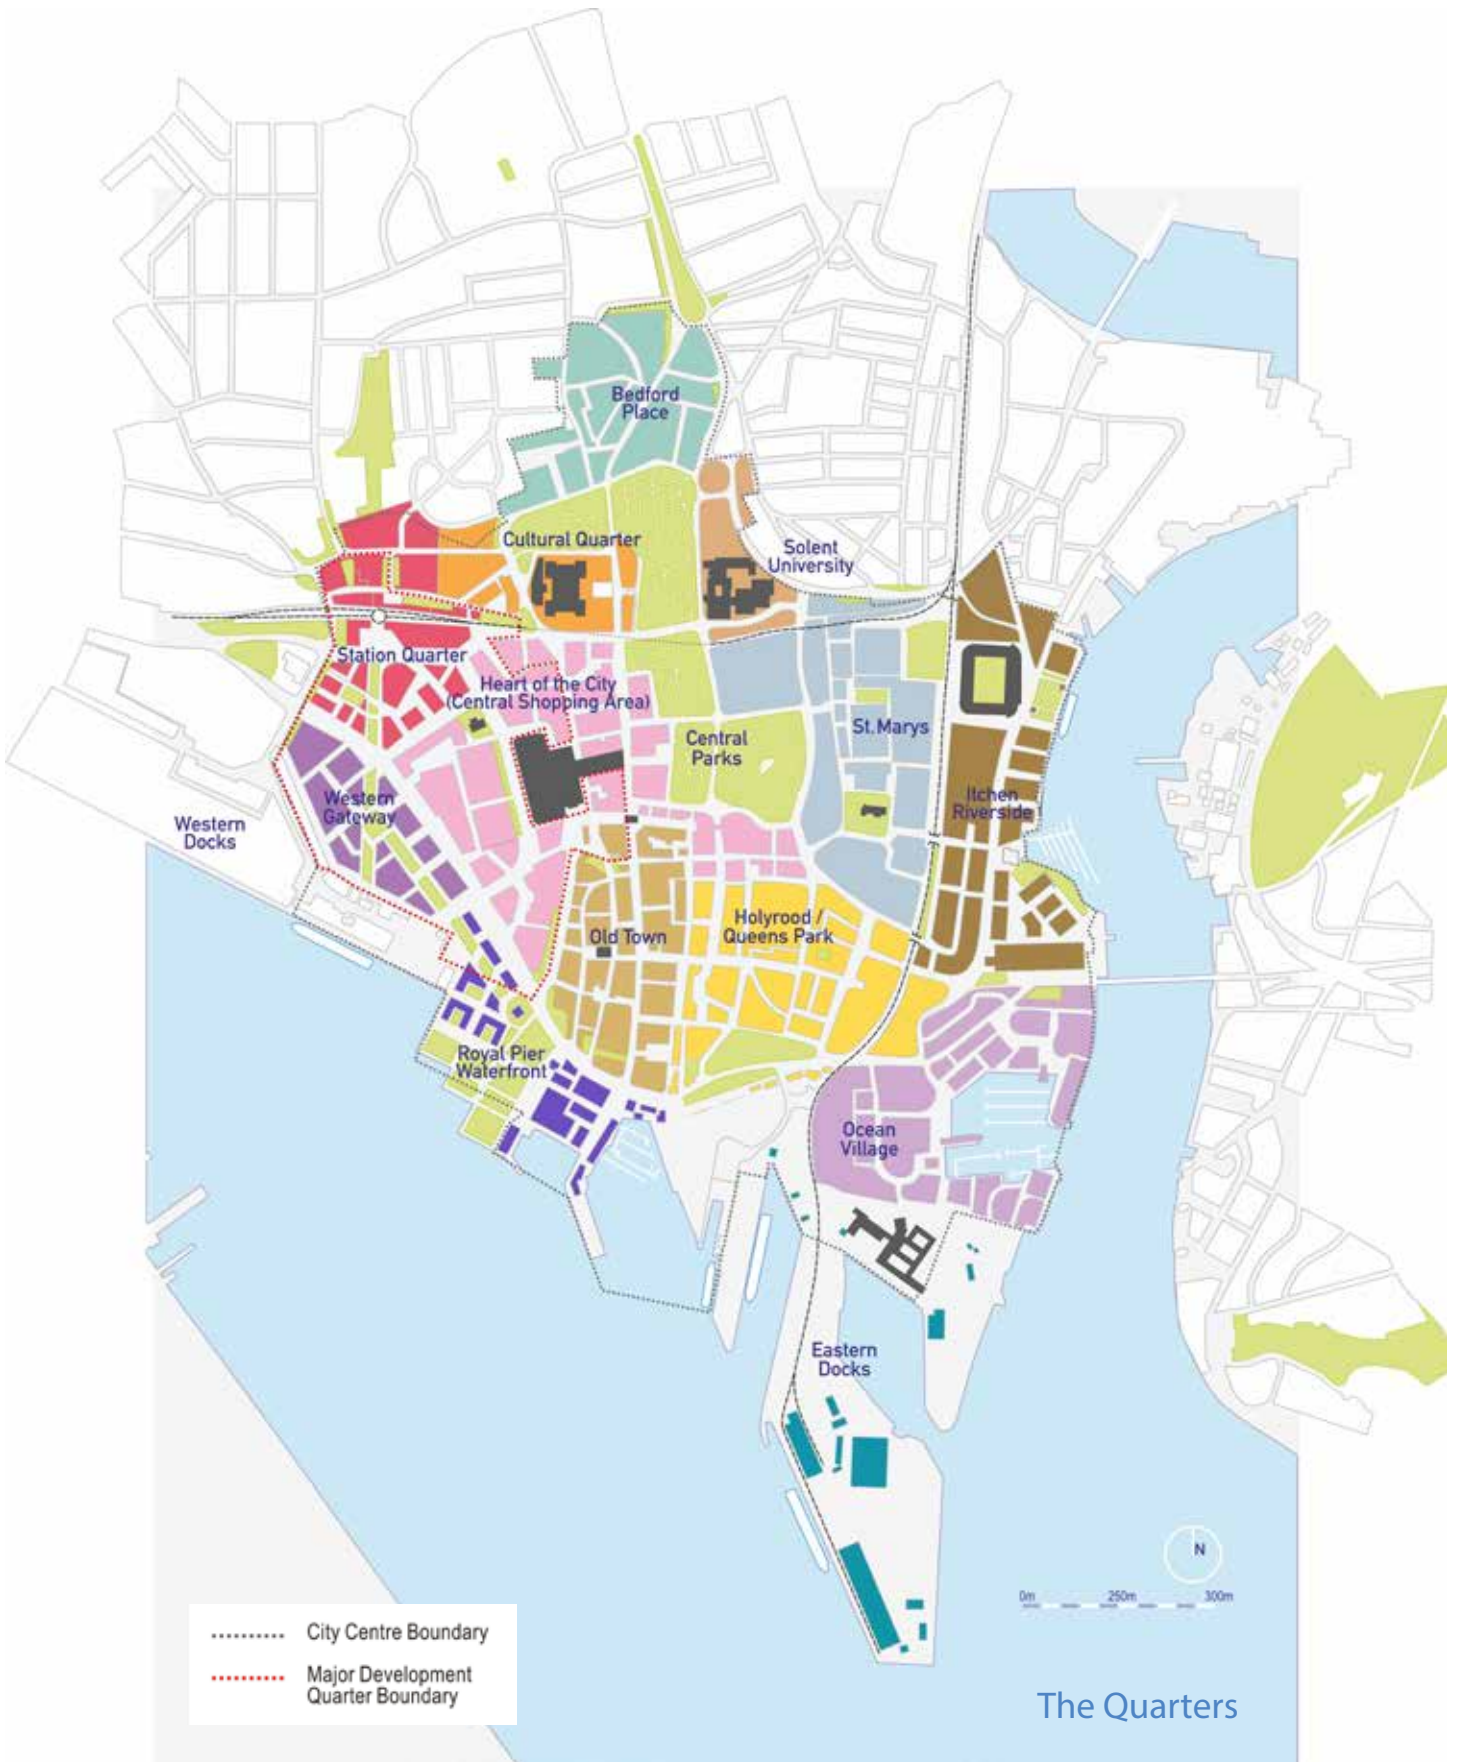 Bedford
Place
Cultural Quarter
Solent
University
Station Quarter
Heart of the City
(Central Shopping Area)
St.Marys
Central
Parks
Western
Gateway
Itchen
Riverside
Western
Docks
Old Town
Holyrood /
Queens Park
Royal Pier
Waterfront
Ocean
Village
Eastern
Docks
N
0m 250m 300m
City Centre Boundary
Major Development
Quarter Boundary
The Quarters